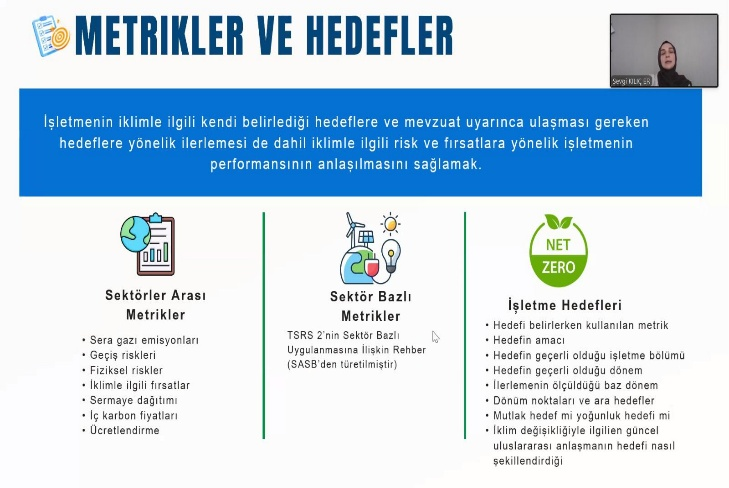 METRIKLER VE HEDEFLER
Sevgi KILIÇ ER
İşletmenin iklimle ilgili kendi belirlediği hedeflere ve mevzuat uyarınca ulaşması gereken
hedeflere yönelik ilerlemesi de dahil iklimle ilgili risk ve fırsatlara yönelik işletmenin
performansının anlaşılmasını sağlamak.
Sektörler Arası
Metrikler
• Sera gazı emisyonları
• Geçiş riskleri
• Fiziksel riskler
• İklimle ilgili fırsatlar
• Sermaye dağıtımı
• İç karbon fiyatları
• Ücretlendirme
Sektör Bazlı
Metrikler
TSRS 2'nin Sektör Bazlı
Uygulanmasına İlişkin Rehber
(SASB'den türetilmiştir)
NET
ZERO
İşletme Hedefleri
• Hedefi belirlerken kullanılan metrik
• Hedefin amacı
• Hedefin geçerli olduğu işletme bölümü
• Hedefin geçerli olduğu dönem
• İlerlemenin ölçüldüğü baz dönem
• Dönüm noktaları ve ara hedefler
• Mutlak hedef mi yoğunluk hedefi mi
• İklim değişikliğiyle ilgilien güncel
uluslararası anlaşmanın hedefi nasıl
şekillendirdiği